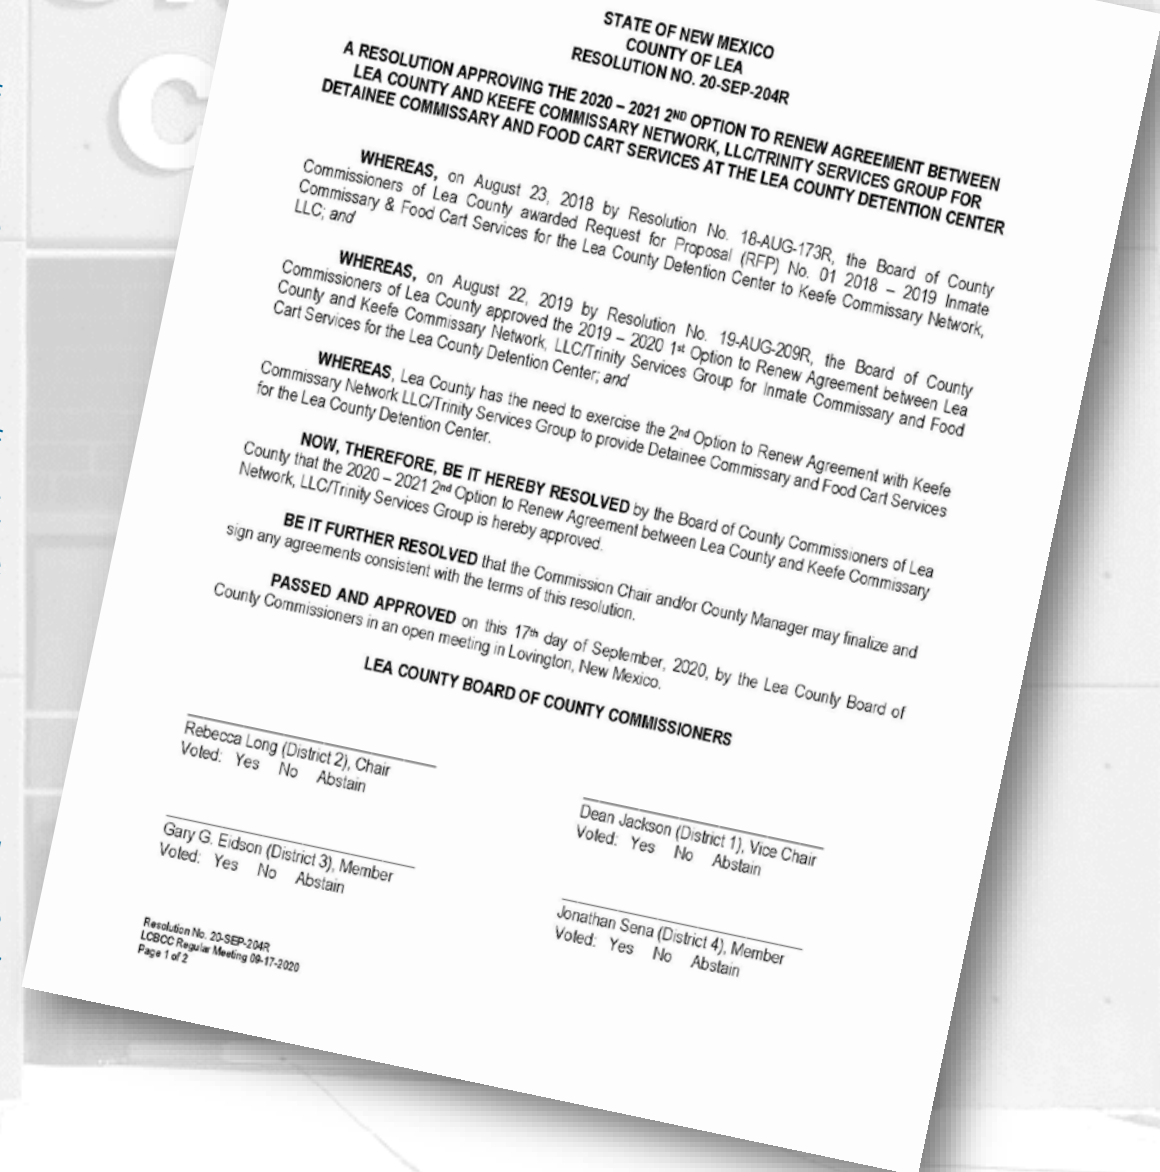 STATE OF NEW MEXICO
COUNTY OF LEA
RESOLUTION NO. 20-SEP-204R
A RESOLUTION APPROVING THE 2020 – 2021 2ND OPTION TO RENEW AGREEMENT BETWEEN
LEA COUNTY AND KEEFE COMMISSARY NETWORK, LLC/TRINITY SERVICES GROUP FOR
DETAINEE COMMISSARY AND FOOD CART SERVICES AT THE LEA COUNTY DETENTION CENTER
WHEREAS, on August 23, 2018 by Resolution No. 18-AUG-173R, the Board of County
Commissioners of Lea County awarded Request for Proposal (RFP) No. 01 2018 – 2019 Inmate
Commissary & Food Cart Services for the Lea County Detention Center to Keefe Commissary Network,
LLC; and
WHEREAS, on August 22, 2019 by Resolution No. 19-AUG-209R, the Board of County
Commissioners of Lea County approved the 2019 – 2020 1st Option to Renew Agreement between Lea
County and Keefe Commissary Network, LLC/Trinity Services Group for Inmate Commissary and Food
Cart Services for the Lea County Detention Center; and
WHEREAS, Lea County has the need to exercise the 2nd Option to Renew Agreement with Keefe
Commissary Network LLC/Trinity Services Group to provide Detainee Commissary and Food Cart Services
for the Lea County Detention Center.
NOW, THEREFORE, BE IT HEREBY RESOLVED by the Board of County Commissioners of Lea
County that the 2020 – 2021 2nd Option to Renew Agreement between Lea County and Keefe Commissary
Network, LLC/Trinity Services Group is hereby approved.
BE IT FURTHER RESOLVED that the Commission Chair and/or County Manager may finalize and
sign any agreements consistent with the terms of this resolution.
PASSED AND APPROVED on this 17th day of September, 2020, by the Lea County Board of
County Commissioners in an open meeting in Lovington, New Mexico.
LEA COUNTY BOARD OF COUNTY COMMISSIONERS
Rebecca Long (District 2), Chair
Voted: Yes No Abstain
Dean Jackson (District 1), Vice Chair
Voted: Yes No Abstain
Gary G. Eidson (District 3), Member
Voted: Yes No Abstain
Jonathan Sena (District 4), Member
Voted: Yes No Abstain
Resolution No. 20-SEP-204R
LCBCC Regular Meeting 09-17-2020
Page 1 of 2